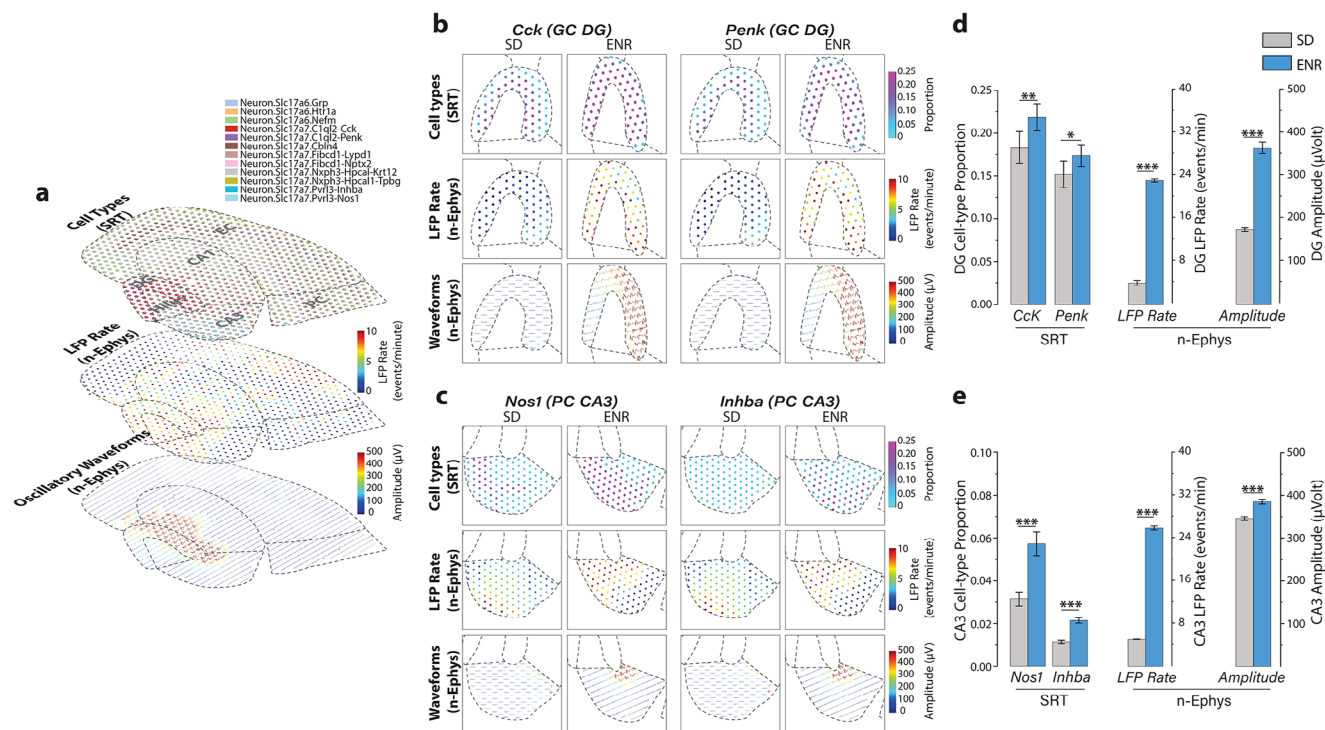 a
Neuron.Slc17a6.Grp
Neuron.Slc17a6.Htr1a
Neuron.Slc17a6.Nefm
Neuron.Slc17a7.C1ql2-Cck
Neuron.Slc17a7.C1ql2-Penk
Neuron.Slc17a7.Cbln4
Neuron.Slc17a7.Fibcd1-Lypd1
Neuron.Slc17a7.Fibcd1-Nptx2
Neuron.Slc17a7.Nxph3-Hpcal-Krt12
Neuron.Slc17a7.Nxph3-Hpcal1-Tpbg
Neuron.Slc17a7.Pvrl3-Inhba
Neuron.Slc17a7.Pvrl3-Nos1
Cell Types
(SRT)
EC
CA1
DG
Hilus
CA3
PC
LFP Rate
(n-Ephys)
10
5
0
LFP Rate
(events/minute)
Oscillatory Waveforms
(n-Ephys)
500
400
300
200
100
0
Amplitude (µV)
b
Cck (GC DG)
Penk (GC DG)
SD
ENR
SD
ENR
Cell types
(SRT)
0.25
0.20
0.15
0.10
0.05
0
Proportion
LFP Rate
(n-Ephys)
10
5
0
LFP Rate
(events/minute)
Waveforms
(n-Ephys)
500
400
300
200
100
0
Amplitude (µV)
c
Nos1 (PC CA3)
Inhba (PC CA3)
SD
ENR
SD
ENR
Cell types
(SRT)
0.25
0.20
0.15
0.10
0.05
0
Proportion
LFP Rate
(n-Ephys)
10
5
0
LFP Rate
(events/minute)
Waveforms
(n-Ephys)
500
400
300
200
100
0
Amplitude (µV)
d
SD
ENR
DG Cell-type Proportion
0.25
0.20
0.15
0.10
0.05
0.00
**
*
***
***
40
32
24
16
8
DG LFP Rate (events/min)
500
400
300
200
100
DG Amplitude (µVolt)
CcK
Penk
LFP Rate
Amplitude
SRT
n-Ephys
e
CA3 Cell-type Proportion
0.10
0.08
0.06
0.04
0.02
0.00
***
***
***
***
40
32
24
16
8
CA3 LFP Rate (events/min)
500
400
300
200
100
CA3 Amplitude (µVolt)
Nos1
Inhba
LFP Rate
Amplitude
SRT
n-Ephys